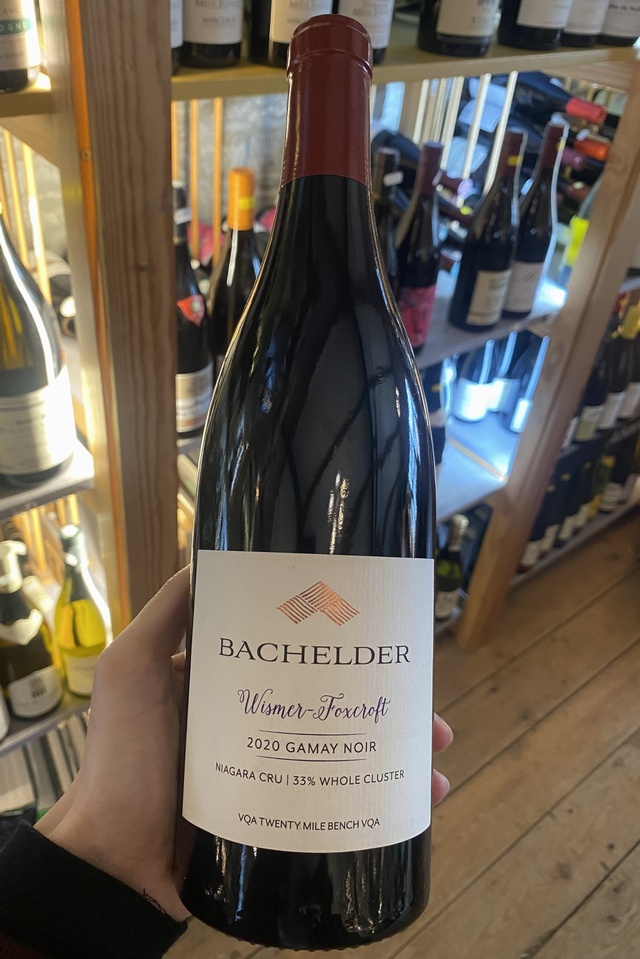 BACHELDER
Wismer-Foxcroft
2020 GAMAY NOIR
NIAGARA CRU | 33% WHOLE CLUSTER
VQA TWENTY MILE BENCH VQA